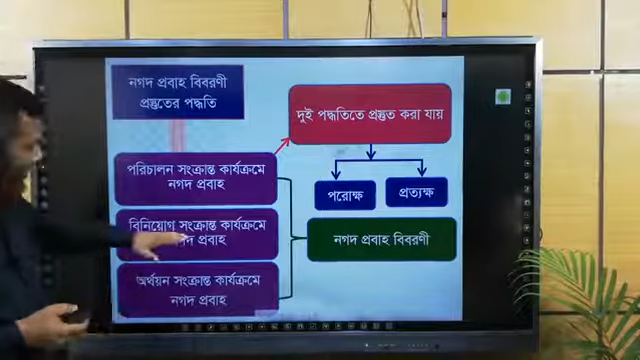 নগদ প্রবাহ বিবরণী
প্রস্তুতের পদ্ধতি
দুই পদ্ধতিতে প্রস্তুত করা যায়
পরিচালন সংক্রান্ত কার্যক্রমে
নগদ প্রবাহ
পরোক্ষ
প্রত্যক্ষ
বিনিয়োগ সংক্রান্ত কার্যক্রমে
প্রবাহ
নগদ প্রবাহ বিবরণী
অর্থায়ন সংক্রান্ত কার্যক্রমে
নগদ প্রবাহ